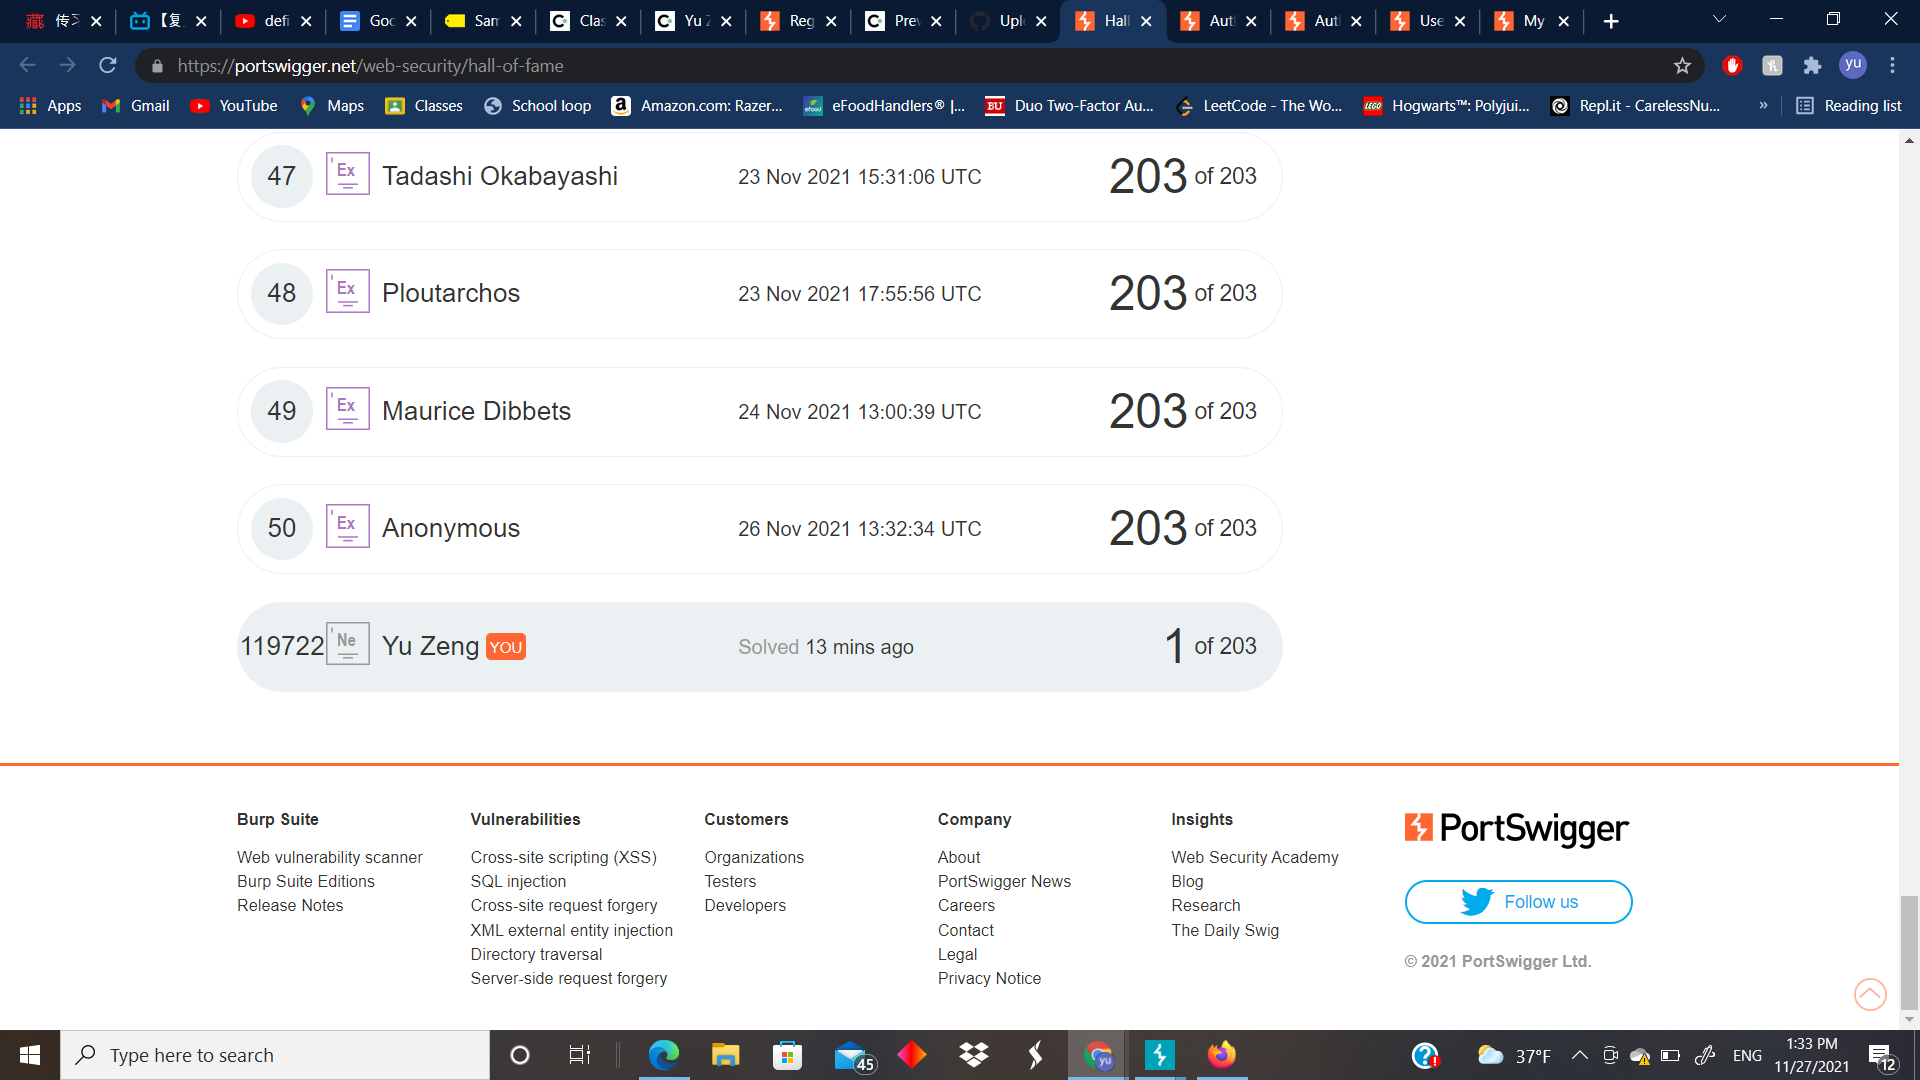 传习
【复
defi
Goo
Sam
Clas
Yu Z
Reg
Prev
Uplo
Hall
Auth
Auth
Use
My
https://portswigger.net/web-security/hall-of-fame
yu
Apps
Gmail
YouTube
Maps
Classes
School loop
Amazon.com: Razer...
eFoodHandlers® |...
Duo Two-Factor Au...
LeetCode - The Wo...
Hogwarts™: Polyjui...
Repl.it - CarelessNu...
»
Reading list
47 Ex Tadashi Okabayashi 23 Nov 2021 15:31:06 UTC 203 of 203
48 Ex Ploutarchos 23 Nov 2021 17:55:56 UTC 203 of 203
49 Ex Maurice Dibbets 24 Nov 2021 13:00:39 UTC 203 of 203
50 Ex Anonymous 26 Nov 2021 13:32:34 UTC 203 of 203
119722 Ne Yu Zeng YOU Solved 13 mins ago 1 of 203
Burp Suite
Web vulnerability scanner
Burp Suite Editions
Release Notes
Vulnerabilities
Cross-site scripting (XSS)
SQL injection
Cross-site request forgery
XML external entity injection
Directory traversal
Server-side request forgery
Customers
Organizations
Testers
Developers
Company
About
PortSwigger News
Careers
Contact
Legal
Privacy Notice
Insights
Web Security Academy
Blog
Research
The Daily Swig
PortSwigger
Follow us
© 2021 PortSwigger Ltd.
Type here to search
45
yu
37°F
ENG
1:33 PM
11/27/2021
12